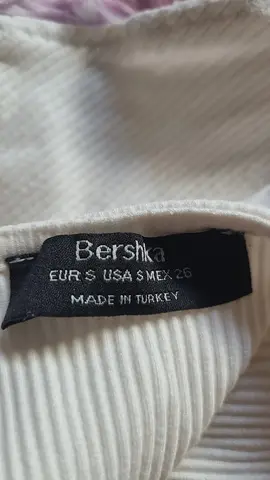 Bershka
EUR S USA S MEX 26
MADE IN TURKEY